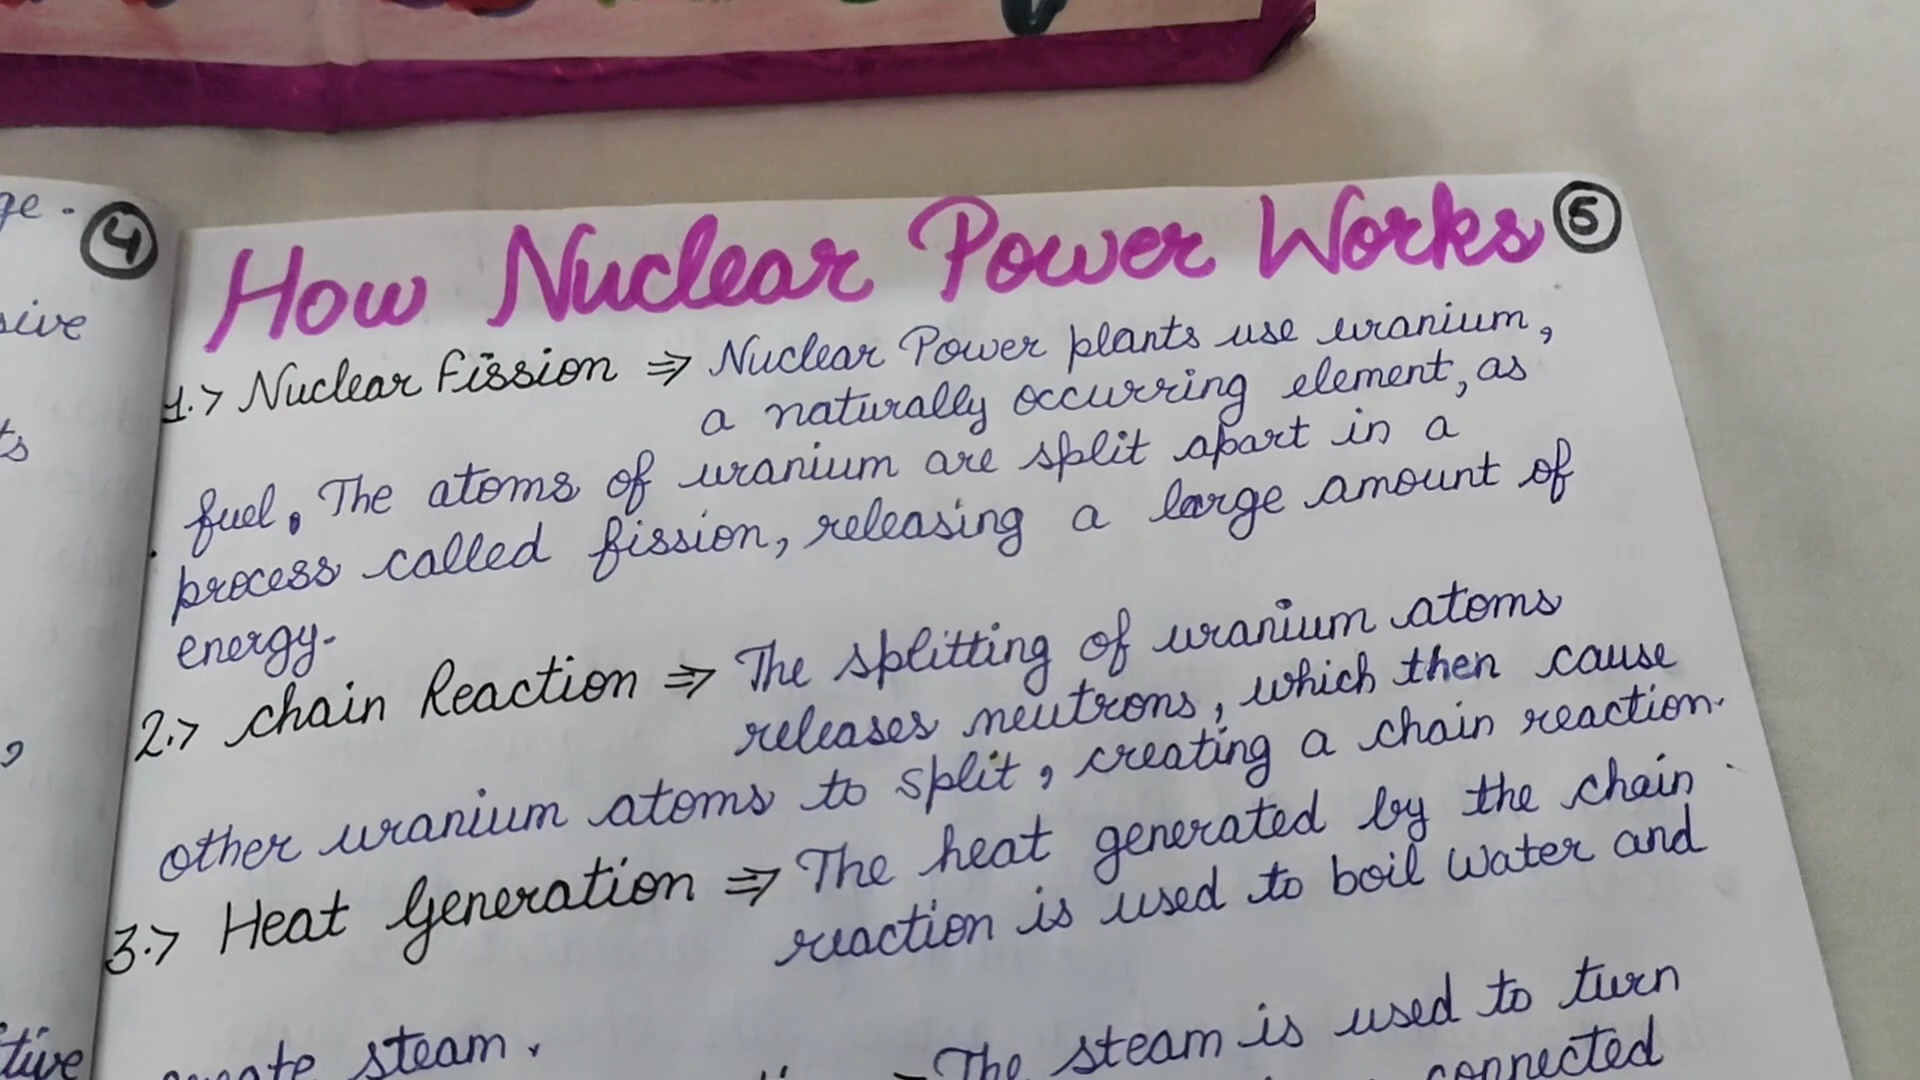 ge.
④
sive
ts
How Nuclear Power Works ⑤
1.> Nuclear fission ⇒ Nuclear Power plants use uranium,
a naturally occurring element, as
fuel. The atoms of uranium are split apart in a
process called fission, releasing a large amount of
energy.
2.> chain Reaction ⇒ The splitting of uranium atoms
releases neutrons, which then cause
other uranium atoms to split, creating a chain reaction.
3.> Heat Generation ⇒ The heat generated by the chain
reaction is used to boil water and
create steam.
The steam is used to turn
connected